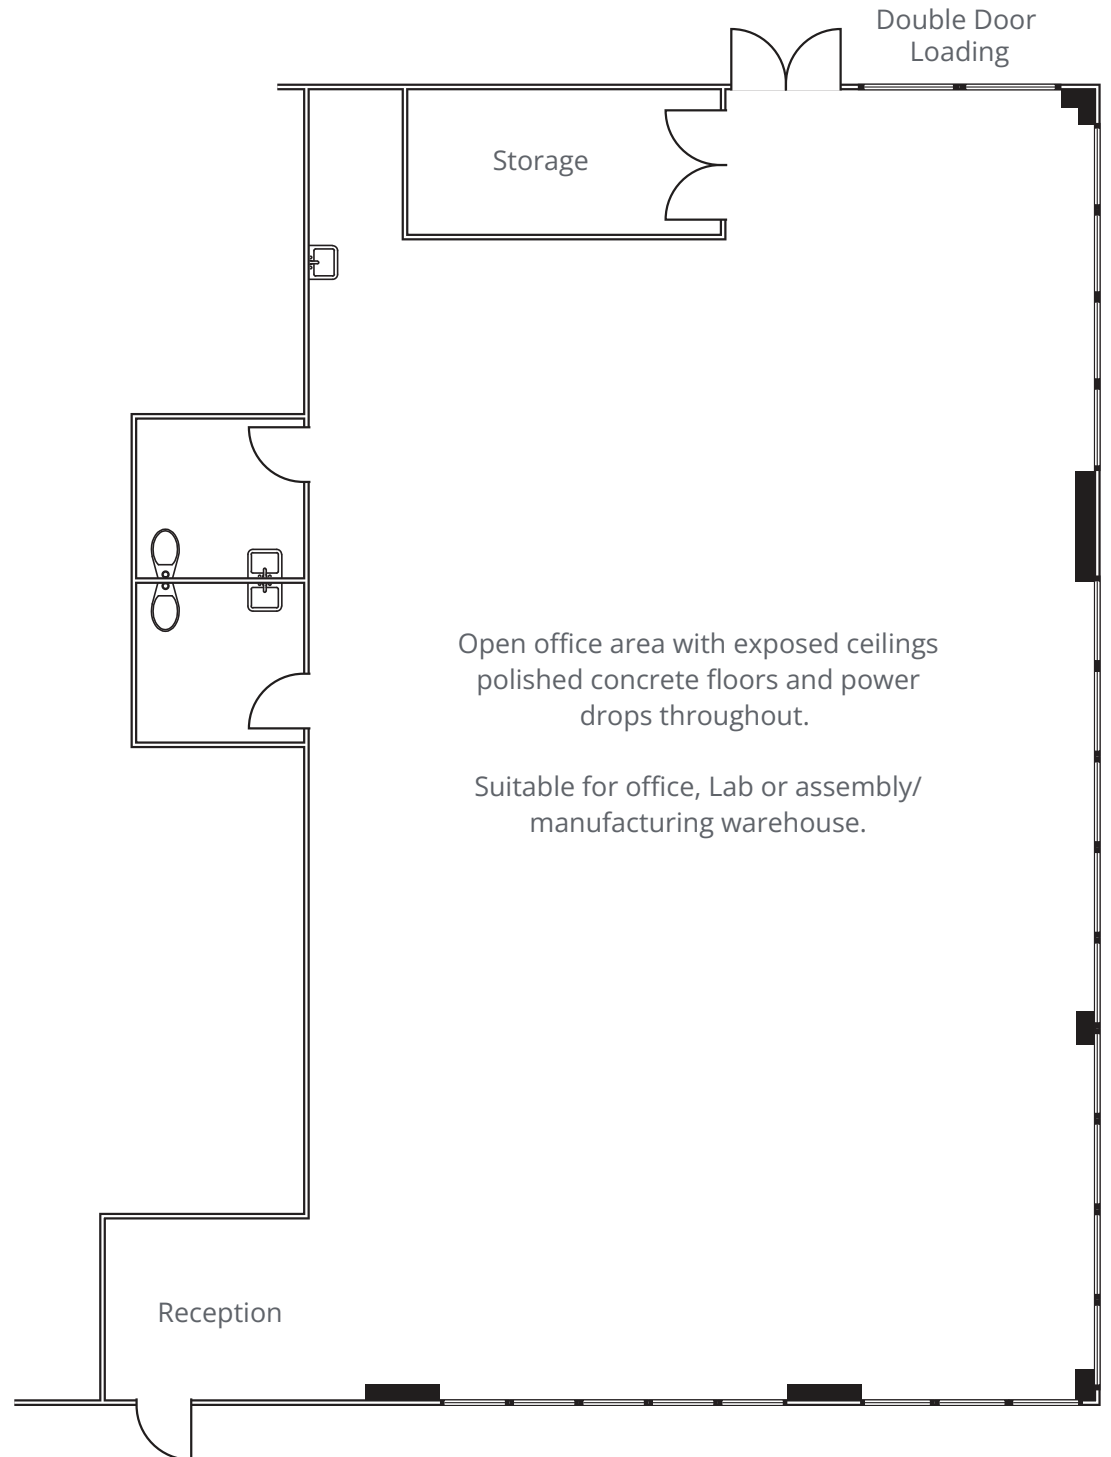 Double Door
Loading
Storage
Open office area with exposed ceilings
polished concrete floors and power
drops throughout.
Suitable for office, Lab or assembly/
manufacturing warehouse.
Reception